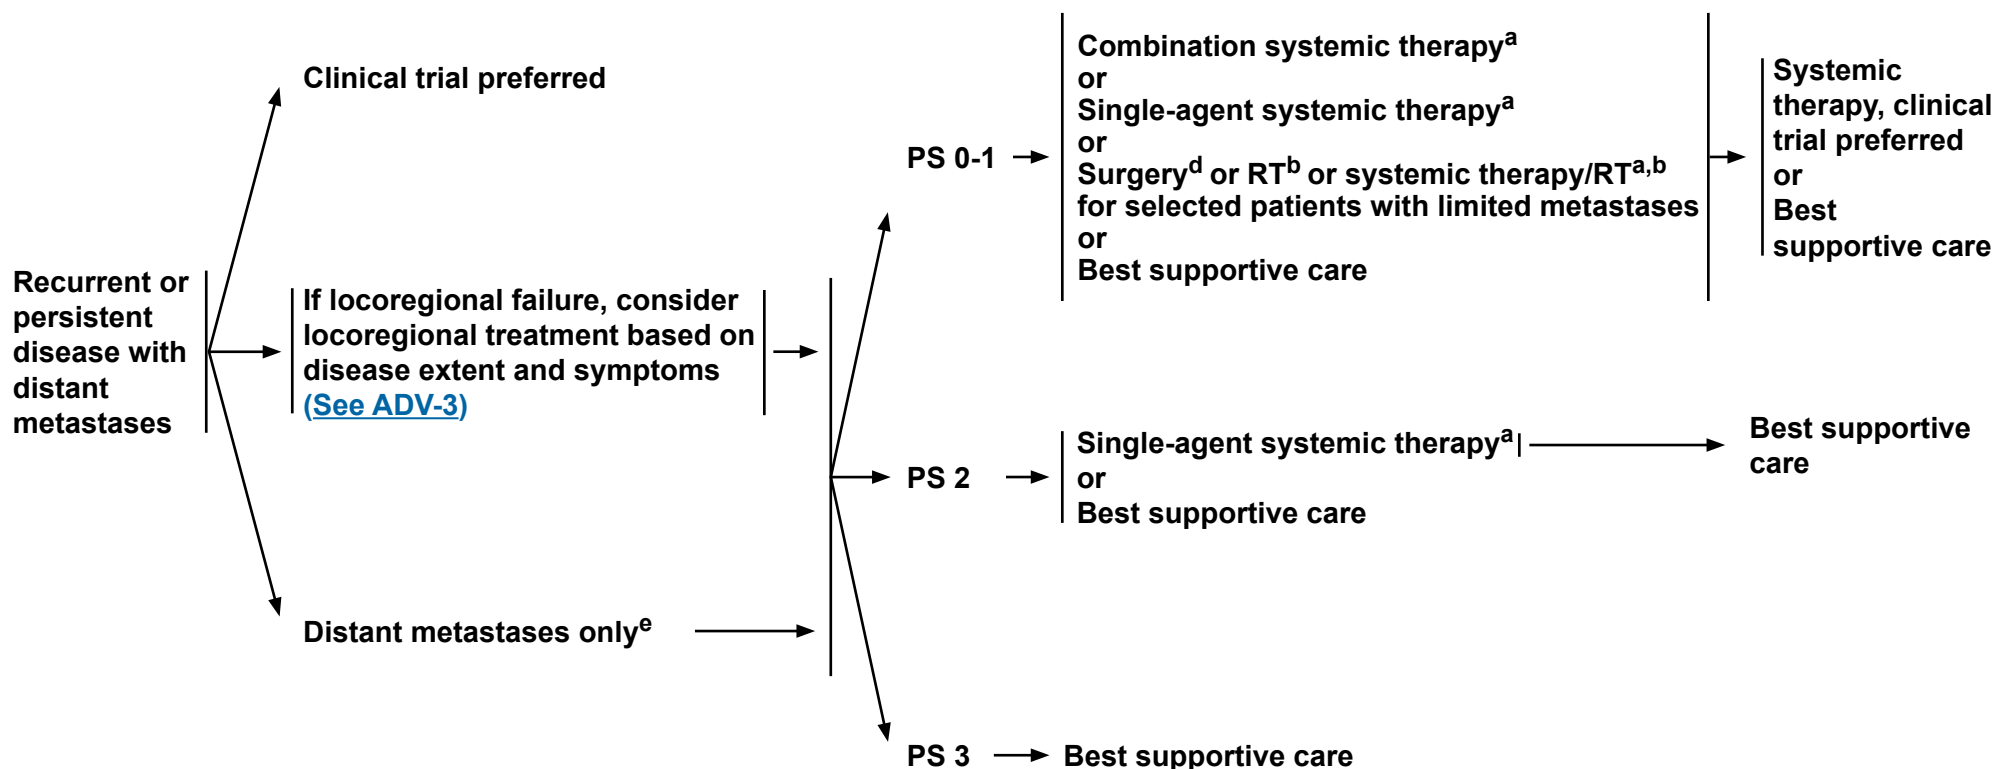 Recurrent or
persistent
disease with
distant
metastases
Clinical trial preferred
If locoregional failure, consider
locoregional treatment based on
disease extent and symptoms
(See ADV-3)
Distant metastases onlyᵉ
PS 0-1
Combination systemic therapyᵃ
or
Single-agent systemic therapyᵃ
or
Surgeryᵈ or RTᵇ or systemic therapy/RTᵃ,ᵇ
for selected patients with limited metastases
or
Best supportive care
Systemic
therapy, clinical
trial preferred
or
Best
supportive care
PS 2
Single-agent systemic therapyᵃ
or
Best supportive care
Best supportive
care
PS 3
Best supportive care